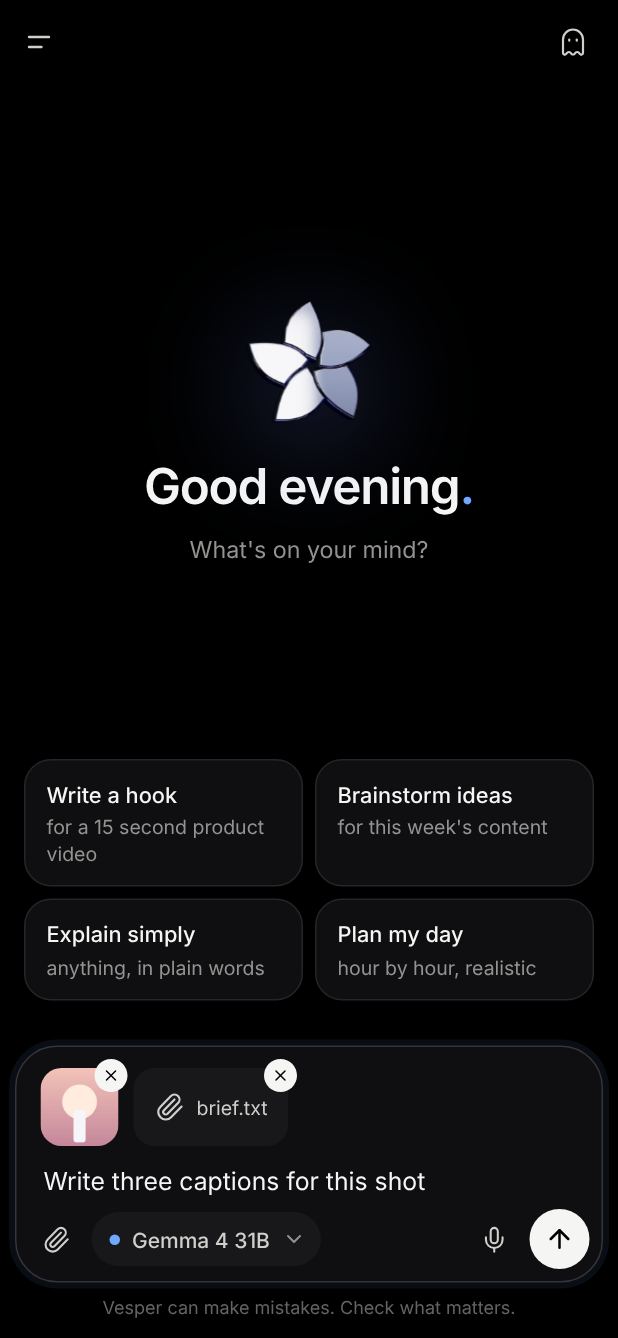 Good evening.
What's on your mind?
Write a hook
for a 15 second product
video
Brainstorm ideas
for this week's content
Explain simply
anything, in plain words
Plan my day
hour by hour, realistic
brief.txt
Write three captions for this shot
Gemma 4 31B
Vesper can make mistakes. Check what matters.